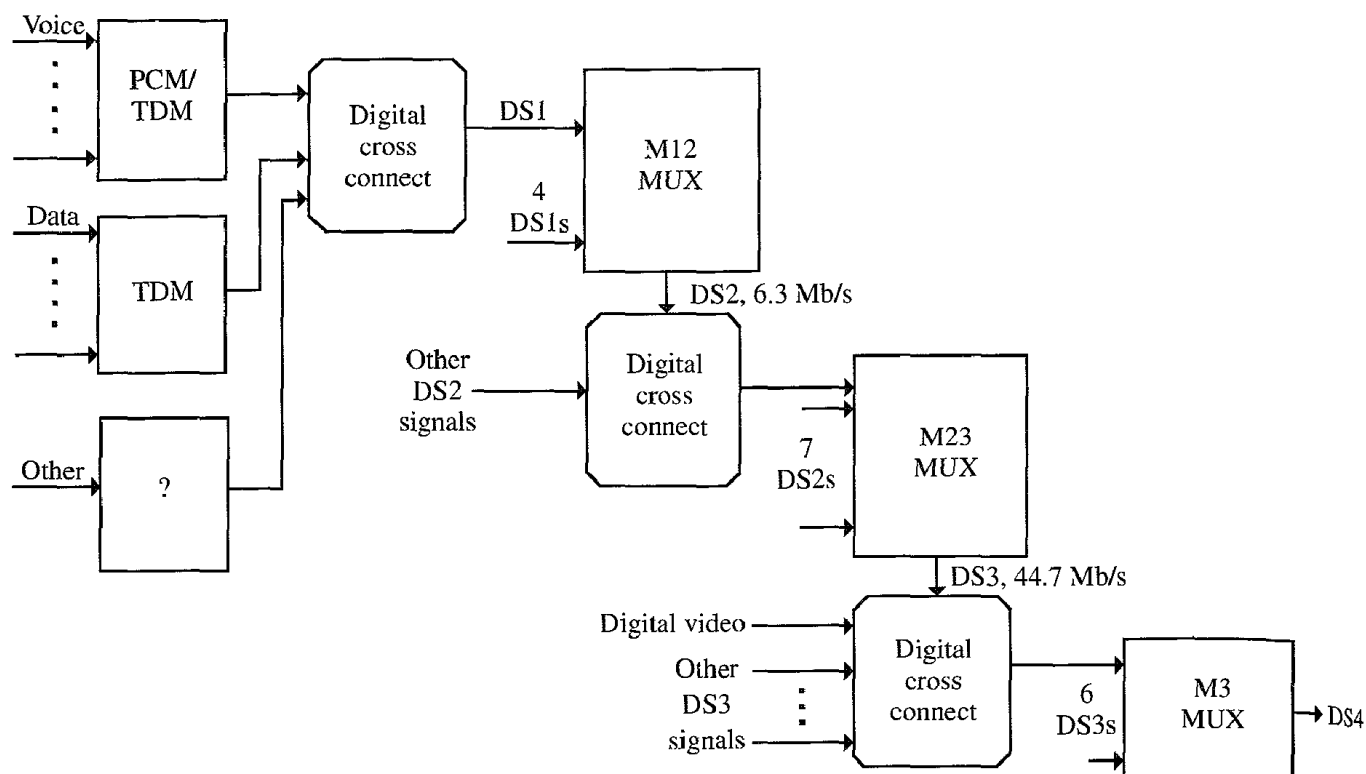 Voice
PCM/
TDM
Digital
cross
connect
DS1
M12
MUX
4
DS1s
Data
TDM
DS2, 6.3 Mb/s
Other
DS2
signals
Digital
cross
connect
7
DS2s
M23
MUX
Other
?
DS3, 44.7 Mb/s
Digital video
Other
DS3
signals
Digital
cross
connect
6
DS3s
M3
MUX
DS4